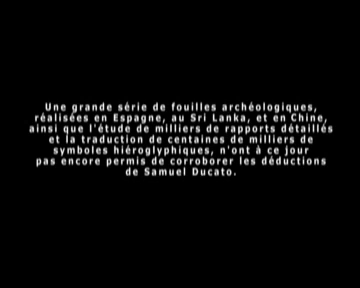 Une grande série de fouilles archéologiques,
réalisées en Espagne, au Sri Lanka, et en Chine,
ainsi que l'étude de milliers de rapports détaillés
et la traduction de centaines de milliers de
symboles hiéroglyphiques, n'ont à ce jour
pas encore permis de corroborer les déductions
de Samuel Ducato.